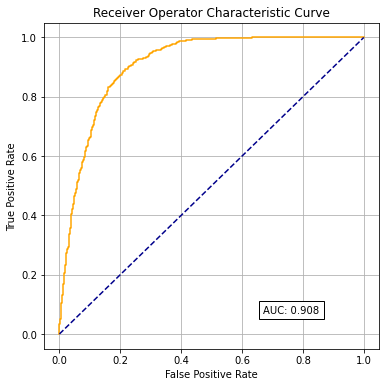 Receiver Operator Characteristic Curve
True Positive Rate
1.0
0.8
0.6
0.4
0.2
0.0
AUC: 0.908
0.0 0.2 0.4 0.6 0.8 1.0
False Positive Rate